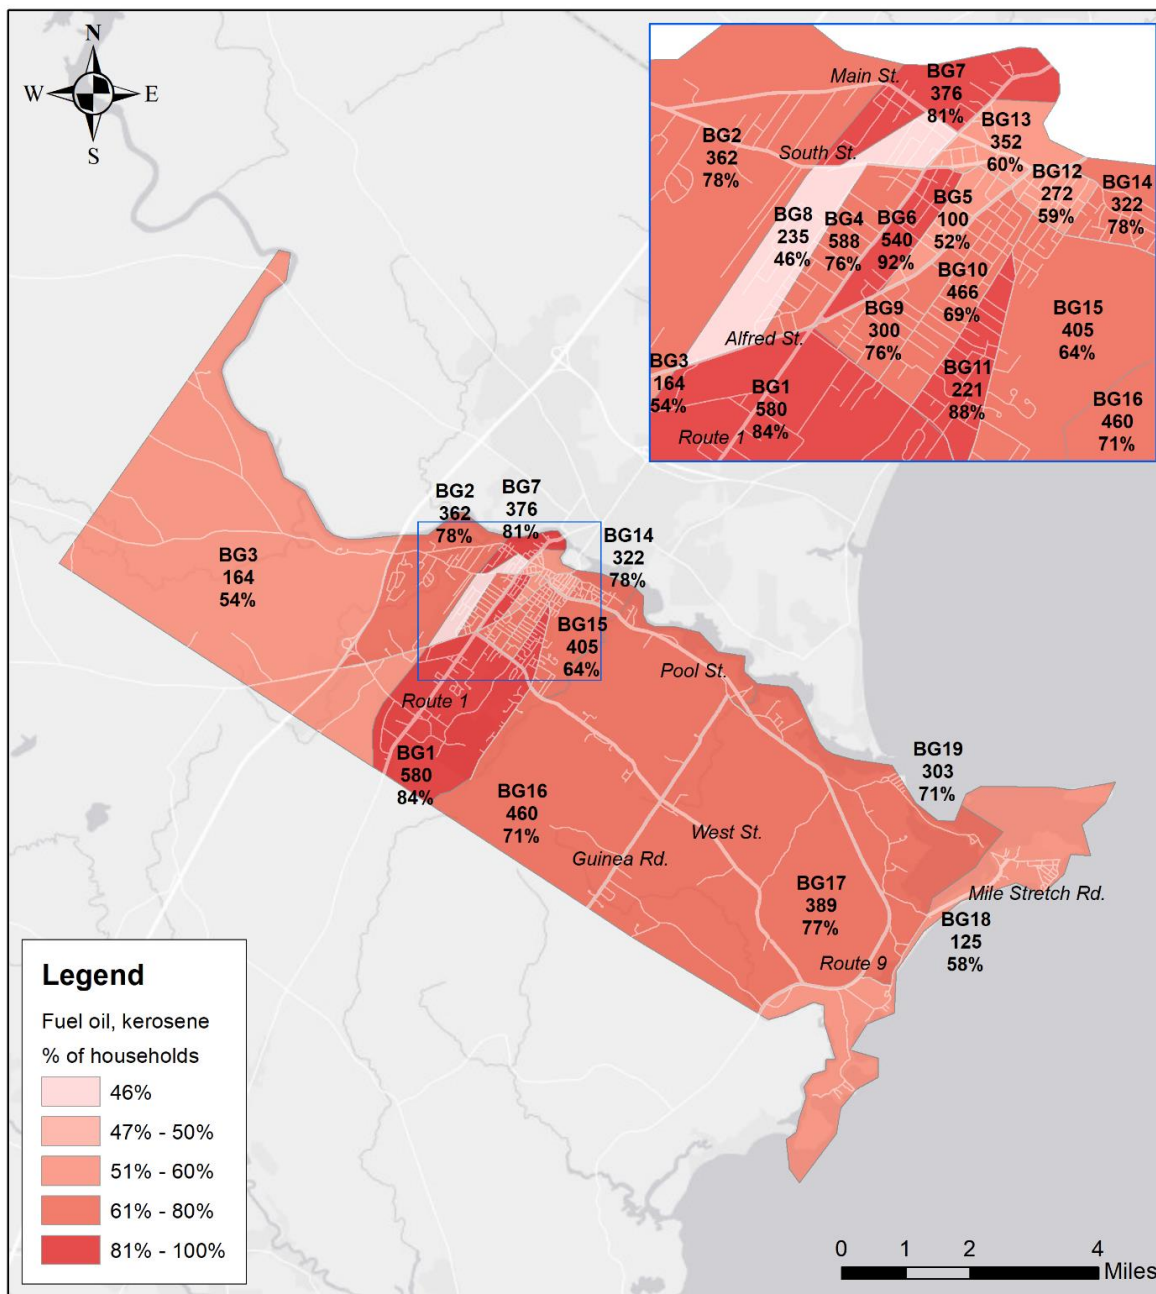 N
W
E
S
Main St.
BG7
376
81%
BG2
362
78%
South St.
BG13
352
60%
BG12
272
59%
BG14
322
78%
BG8
235
46%
BG4
588
76%
BG6
540
92%
BG5
100
52%
BG10
466
69%
BG9
300
76%
BG15
405
64%
Alfred St.
BG3
164
54%
BG1
580
84%
BG11
221
88%
BG16
460
71%
Route 1
BG2
362
78%
BG7
376
81%
BG14
322
78%
BG3
164
54%
BG15
405
64%
Pool St.
Route 1
BG1
580
84%
BG16
460
71%
BG19
303
71%
West St.
Guinea Rd.
BG17
389
77%
Mile Stretch Rd.
BG18
125
58%
Route 9
Legend
Fuel oil, kerosene
% of households
46%
47% - 50%
51% - 60%
61% - 80%
81% - 100%
0 1 2 4
Miles